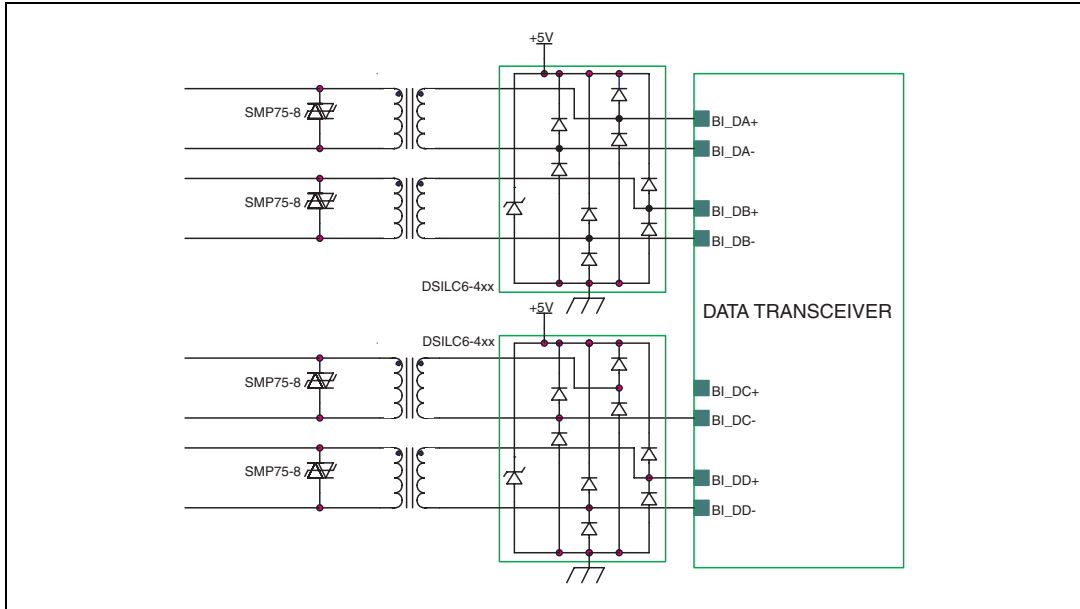 +5V
SMP75-8
BI_DA+
BI_DA-
SMP75-8
BI_DB+
BI_DB-
DSILC6-4xx
+5V
DATA TRANSCEIVER
DSILC6-4xx
SMP75-8
BI_DC+
BI_DC-
SMP75-8
BI_DD+
BI_DD-